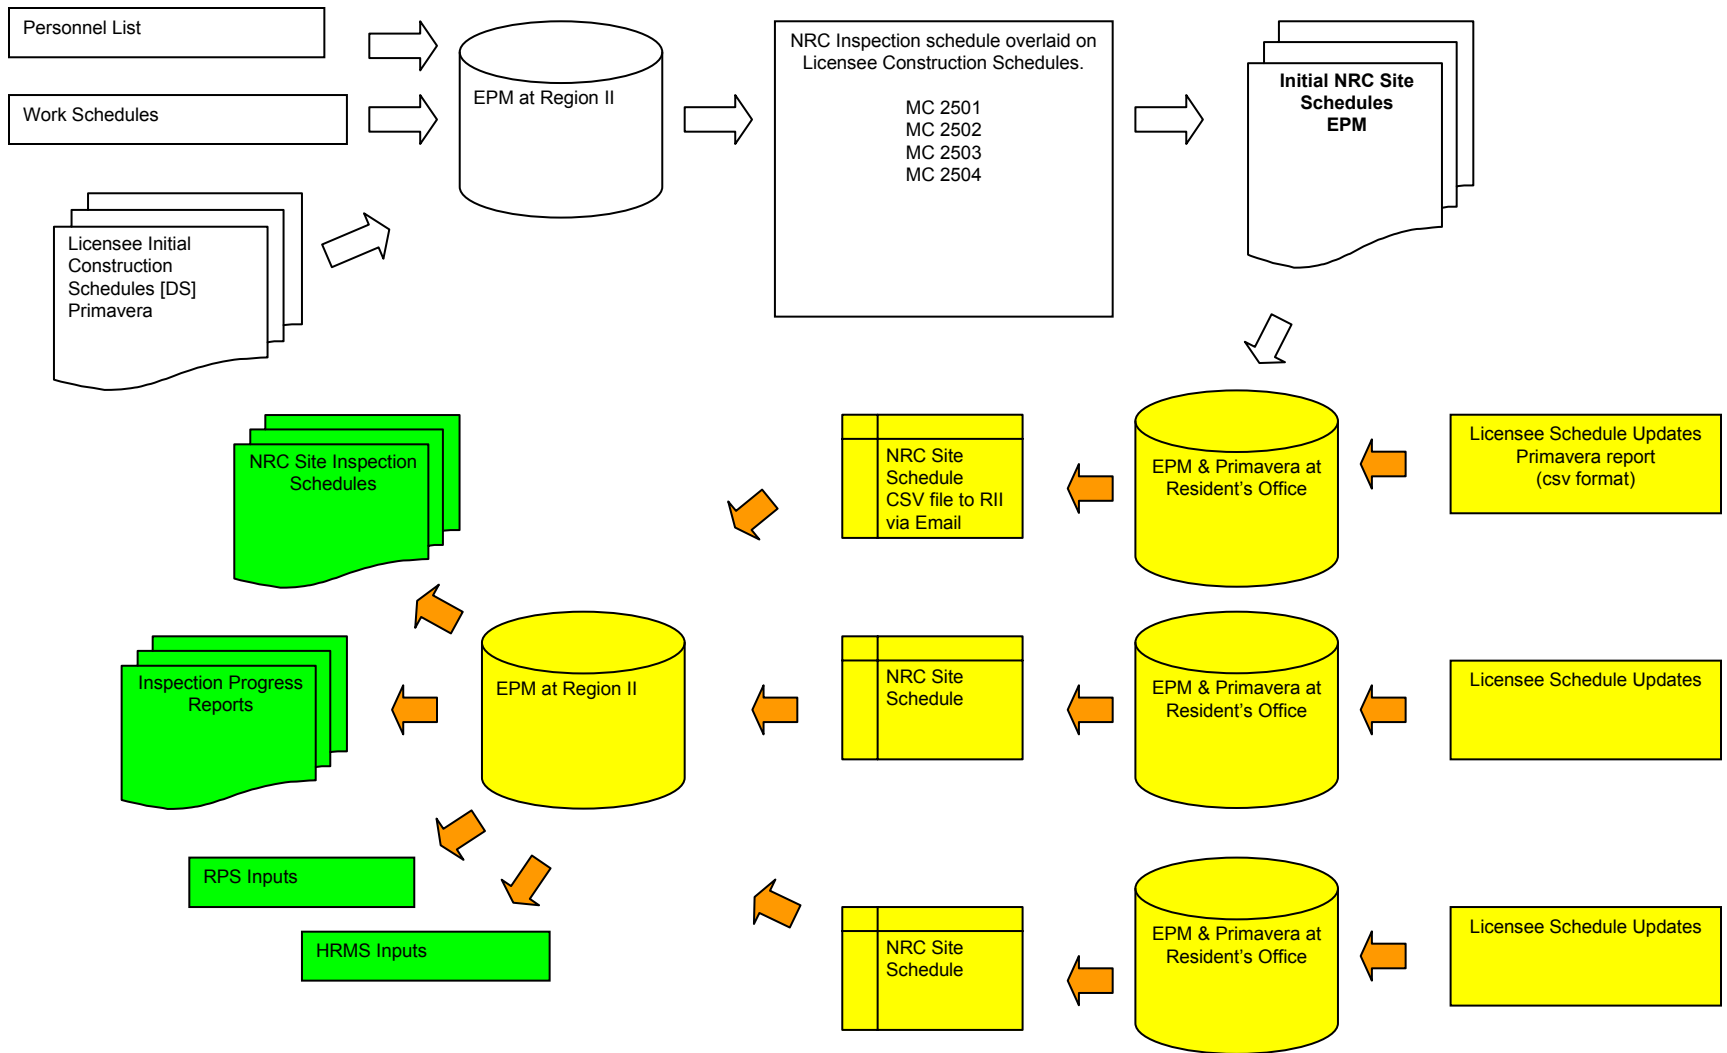 Personnel List
Work Schedules
Licensee Initial
Construction
Schedules [DS]
Primavera
EPM at Region II
NRC Inspection schedule overlaid on
Licensee Construction Schedules.
MC 2501
MC 2502
MC 2503
MC 2504
Initial NRC Site
Schedules
EPM
NRC Site Inspection
Schedules
NRC Site
Schedule
CSV file to RII
via Email
EPM & Primavera at
Resident’s Office
Licensee Schedule Updates
Primavera report
(csv format)
Inspection Progress
Reports
EPM at Region II
NRC Site
Schedule
EPM & Primavera at
Resident’s Office
Licensee Schedule Updates
RPS Inputs
HRMS Inputs
NRC Site
Schedule
EPM & Primavera at
Resident’s Office
Licensee Schedule Updates